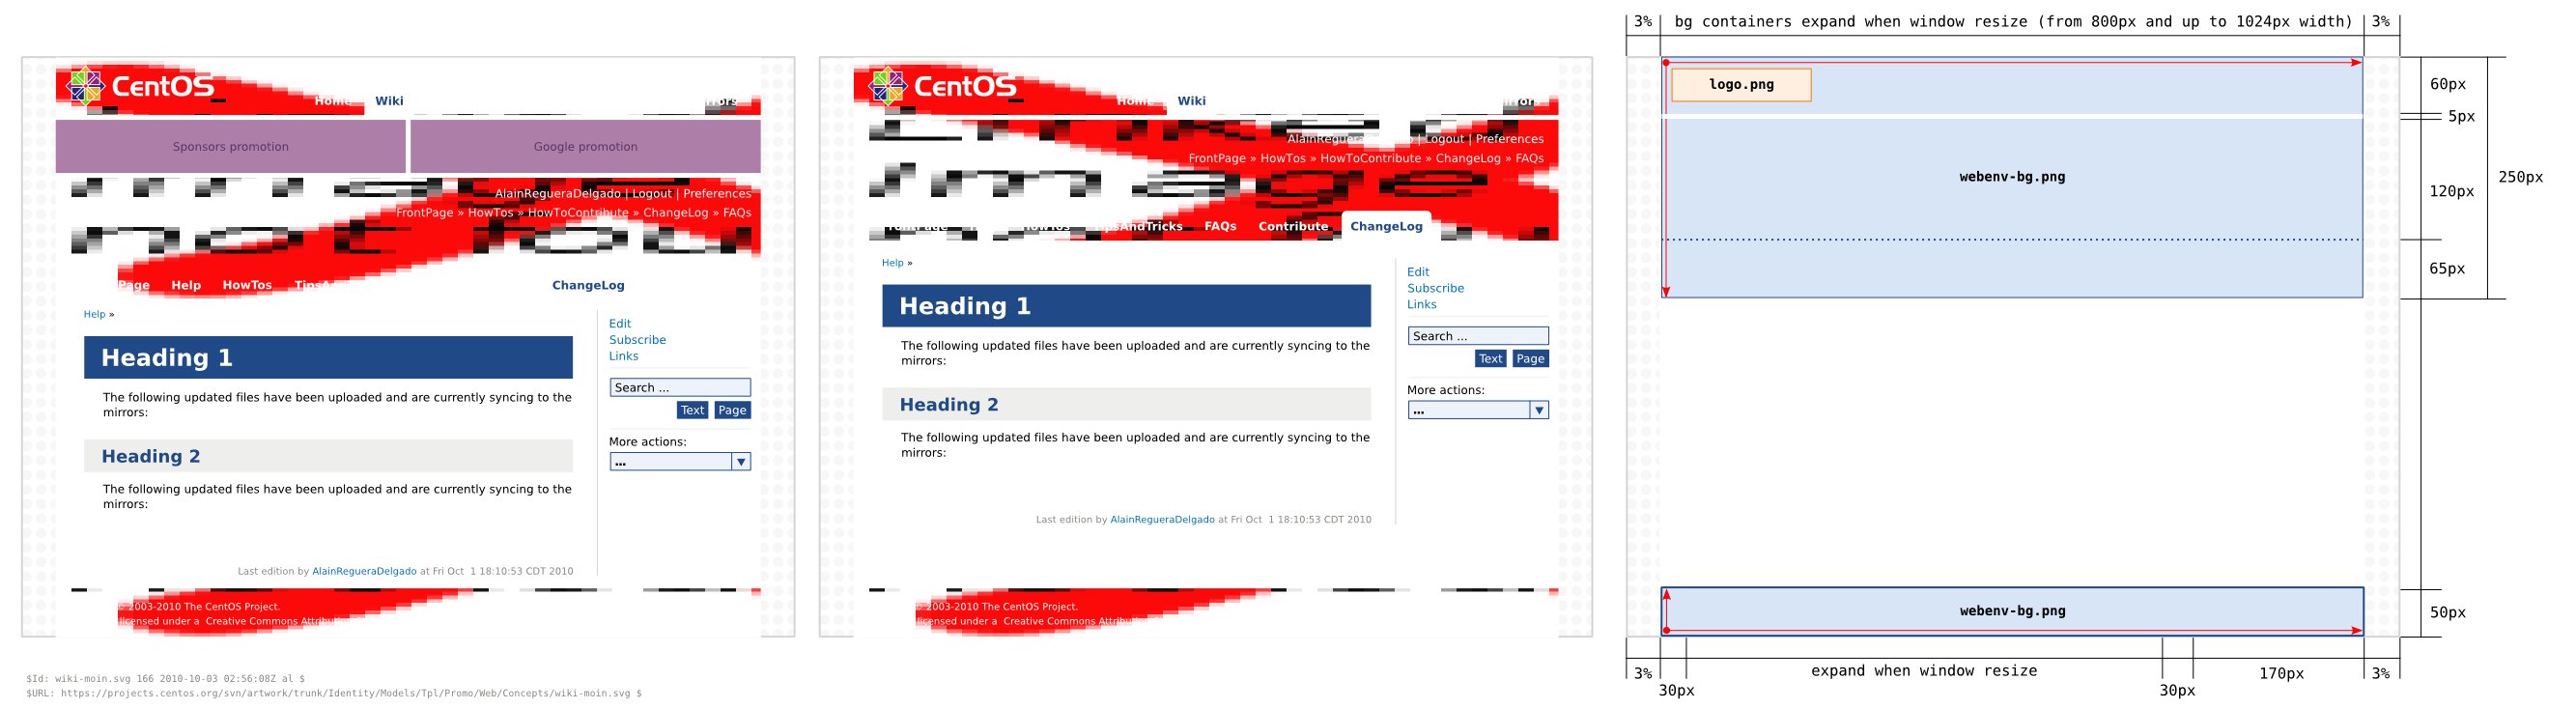 CentOS
Home Wiki
Sponsors promotion
Google promotion
AlainRegueraDelgado | Logout | Preferences
FrontPage » HowTos » HowToContribute » ChangeLog » FAQs
Page Help HowTos ChangeLog
Help »
Heading 1
The following updated files have been uploaded and are currently syncing to the
mirrors:
Heading 2
The following updated files have been uploaded and are currently syncing to the
mirrors:
Last edition by AlainRegueraDelgado at Fri Oct 1 18:10:53 CDT 2010
Edit
Subscribe
Links
Search ...
Text Page
More actions:
...
2003-2010 The CentOS Project.
licensed under a Creative Commons
CentOS
Home Wiki
| Logout | Preferences
FrontPage » HowTos » HowToContribute » ChangeLog » FAQs
TipsAndTricks FAQs Contribute ChangeLog
Help »
Heading 1
The following updated files have been uploaded and are currently syncing to the
mirrors:
Heading 2
The following updated files have been uploaded and are currently syncing to the
mirrors:
Last edition by AlainRegueraDelgado at Fri Oct 1 18:10:53 CDT 2010
Edit
Subscribe
Links
Search ...
Text Page
More actions:
...
2003-2010 The CentOS Project.
licensed under a Creative Commons
3% bg containers expand when window resize (from 800px and up to 1024px width) 3%
logo.png
webenv-bg.png
60px
5px
120px
250px
65px
webenv-bg.png
50px
3% expand when window resize 170px 3%
30px 30px
$Id: wiki-moin.svg 166 2010-10-03 02:56:08Z al $
$URL: https://projects.centos.org/svn/artwork/trunk/Identity/Models/Tpl/Promo/Web/Concepts/wiki-moin.svg $